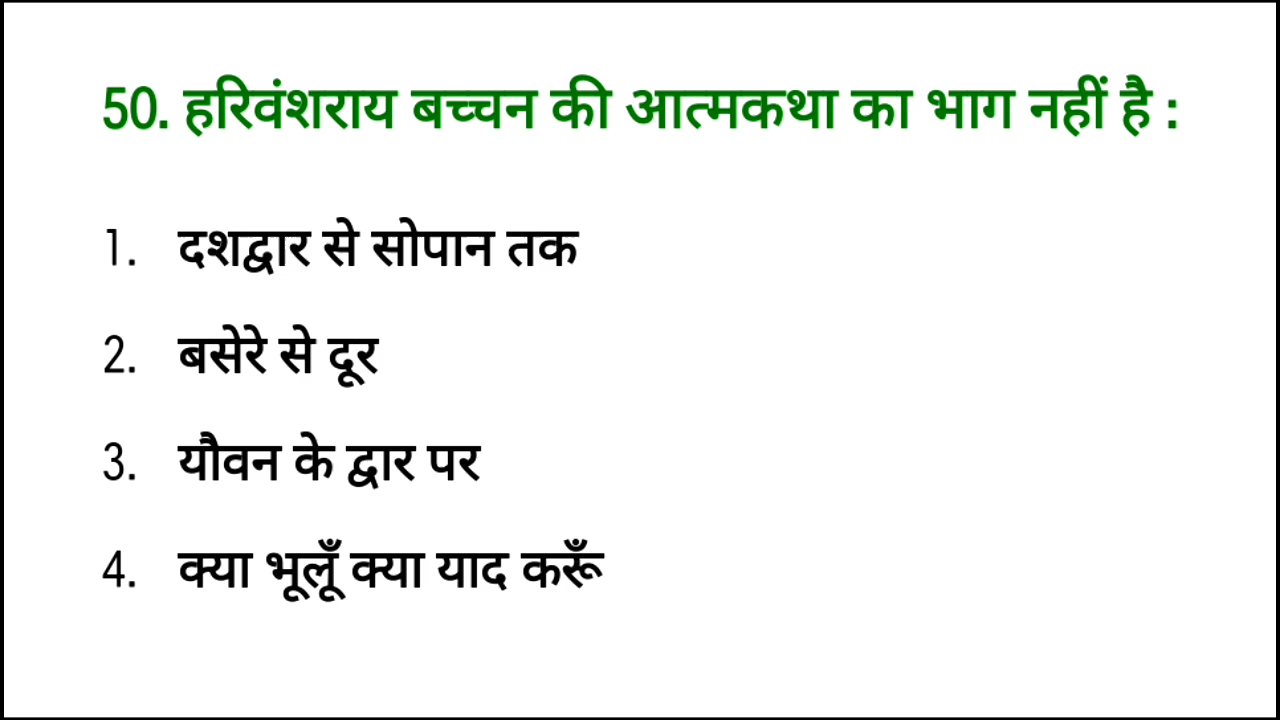 50. हरिवंशराय बच्चन की आत्मकथा का भाग नहीं है :
1. दशद्वार से सोपान तक
2. बसेरे से दूर
3. यौवन के द्वार पर
4. क्या भूलूँ क्या याद करूँ